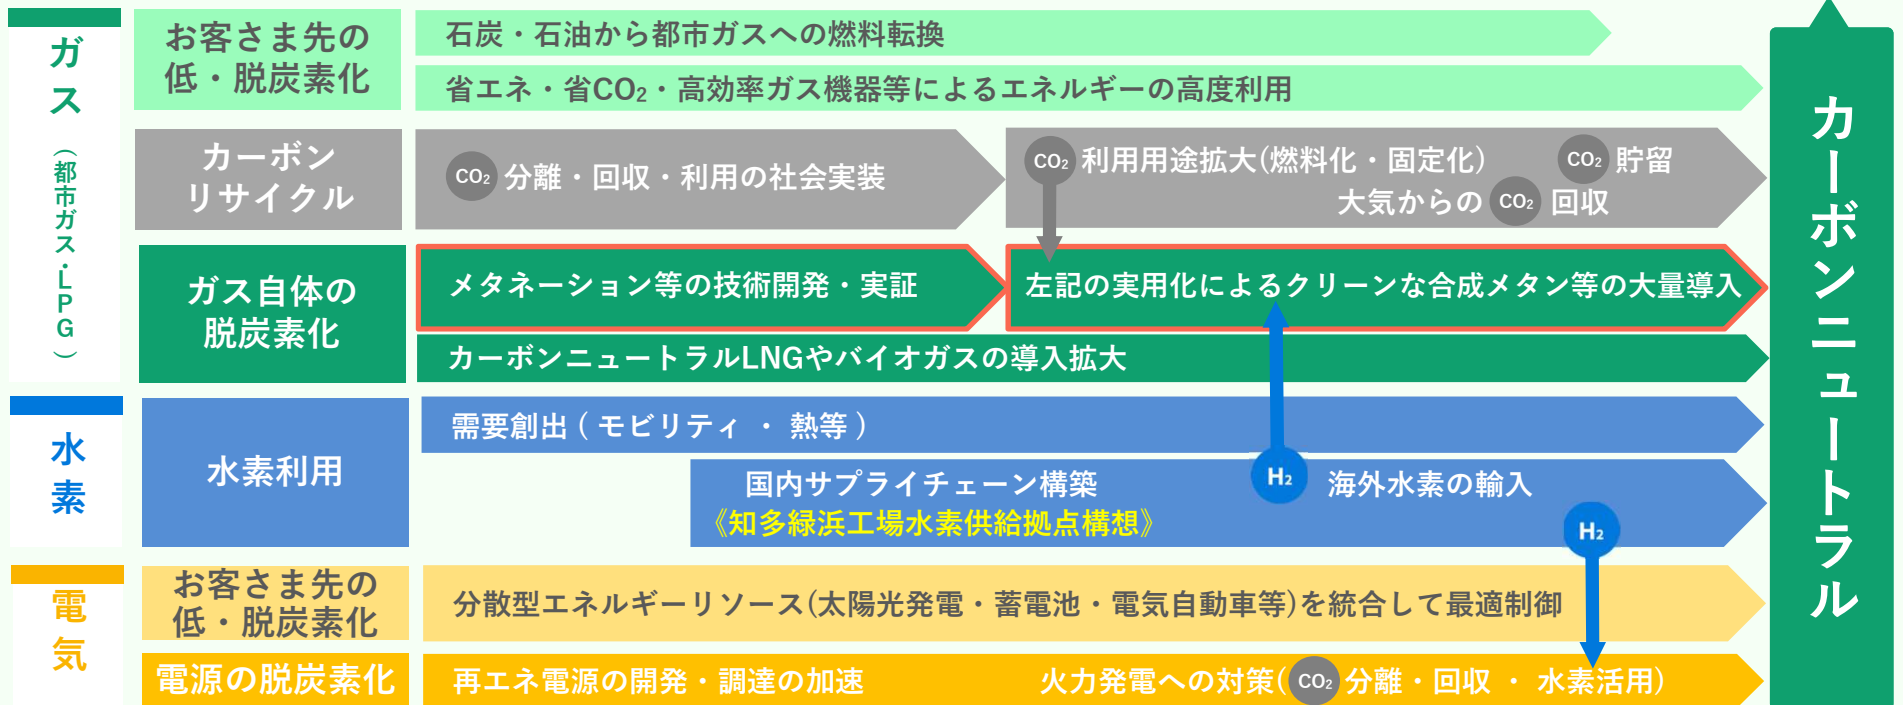 ガス
（都市ガス・LPG）
お客さま先の
低・脱炭素化
石炭・石油から都市ガスへの燃料転換
省エネ・省CO₂・高効率ガス機器等によるエネルギーの高度利用
カーボン
リサイクル
CO₂ 分離・回収・利用の社会実装
CO₂ 利用用途拡大(燃料化・固定化) CO₂ 貯留
大気からの CO₂ 回収
ガス自体の
脱炭素化
メタネーション等の技術開発・実証
左記の実用化によるクリーンな合成メタン等の大量導入
カーボンニュートラルLNGやバイオガスの導入拡大
水素
水素利用
需要創出 ( モビリティ ・ 熱等 )
国内サプライチェーン構築
《知多緑浜工場水素供給拠点構想》
H₂
海外水素の輸入
H₂
電気
お客さま先の
低・脱炭素化
分散型エネルギーリソース(太陽光発電・蓄電池・電気自動車等)を統合して最適制御
電源の脱炭素化
再エネ電源の開発・調達の加速
火力発電への対策( CO₂ 分離・回収 ・ 水素活用)
カーボンニュートラル